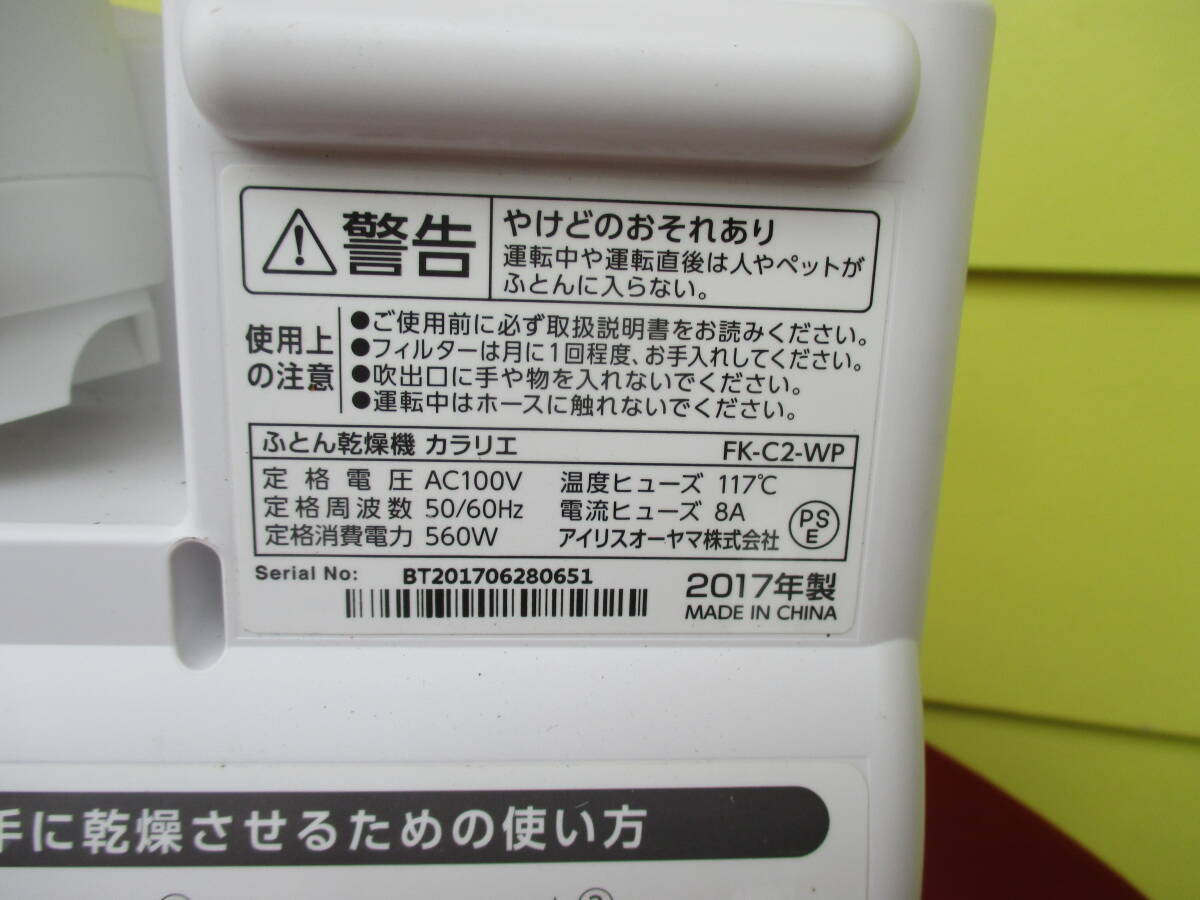 警告
やけどのおそれあり
運転中や運転直後は人やペットが
ふとんに入らない。
使用上
の注意
●ご使用前に必ず取扱説明書をお読みください。
●フィルターは月に1回程度、お手入れしてください。
●吹出口に手や物を入れないでください。
●運転中はホースに触れないでください。
ふとん乾燥機 カラリエ FK-C2-WP
定格電圧 AC100V 温度ヒューズ 117℃
定格周波数 50/60Hz 電流ヒューズ 8A
定格消費電力 560W アイリスオーヤマ株式会社
PS
E
Serial No: BT201706280651
2017年製
MADE IN CHINA
手に乾燥させるための使い方